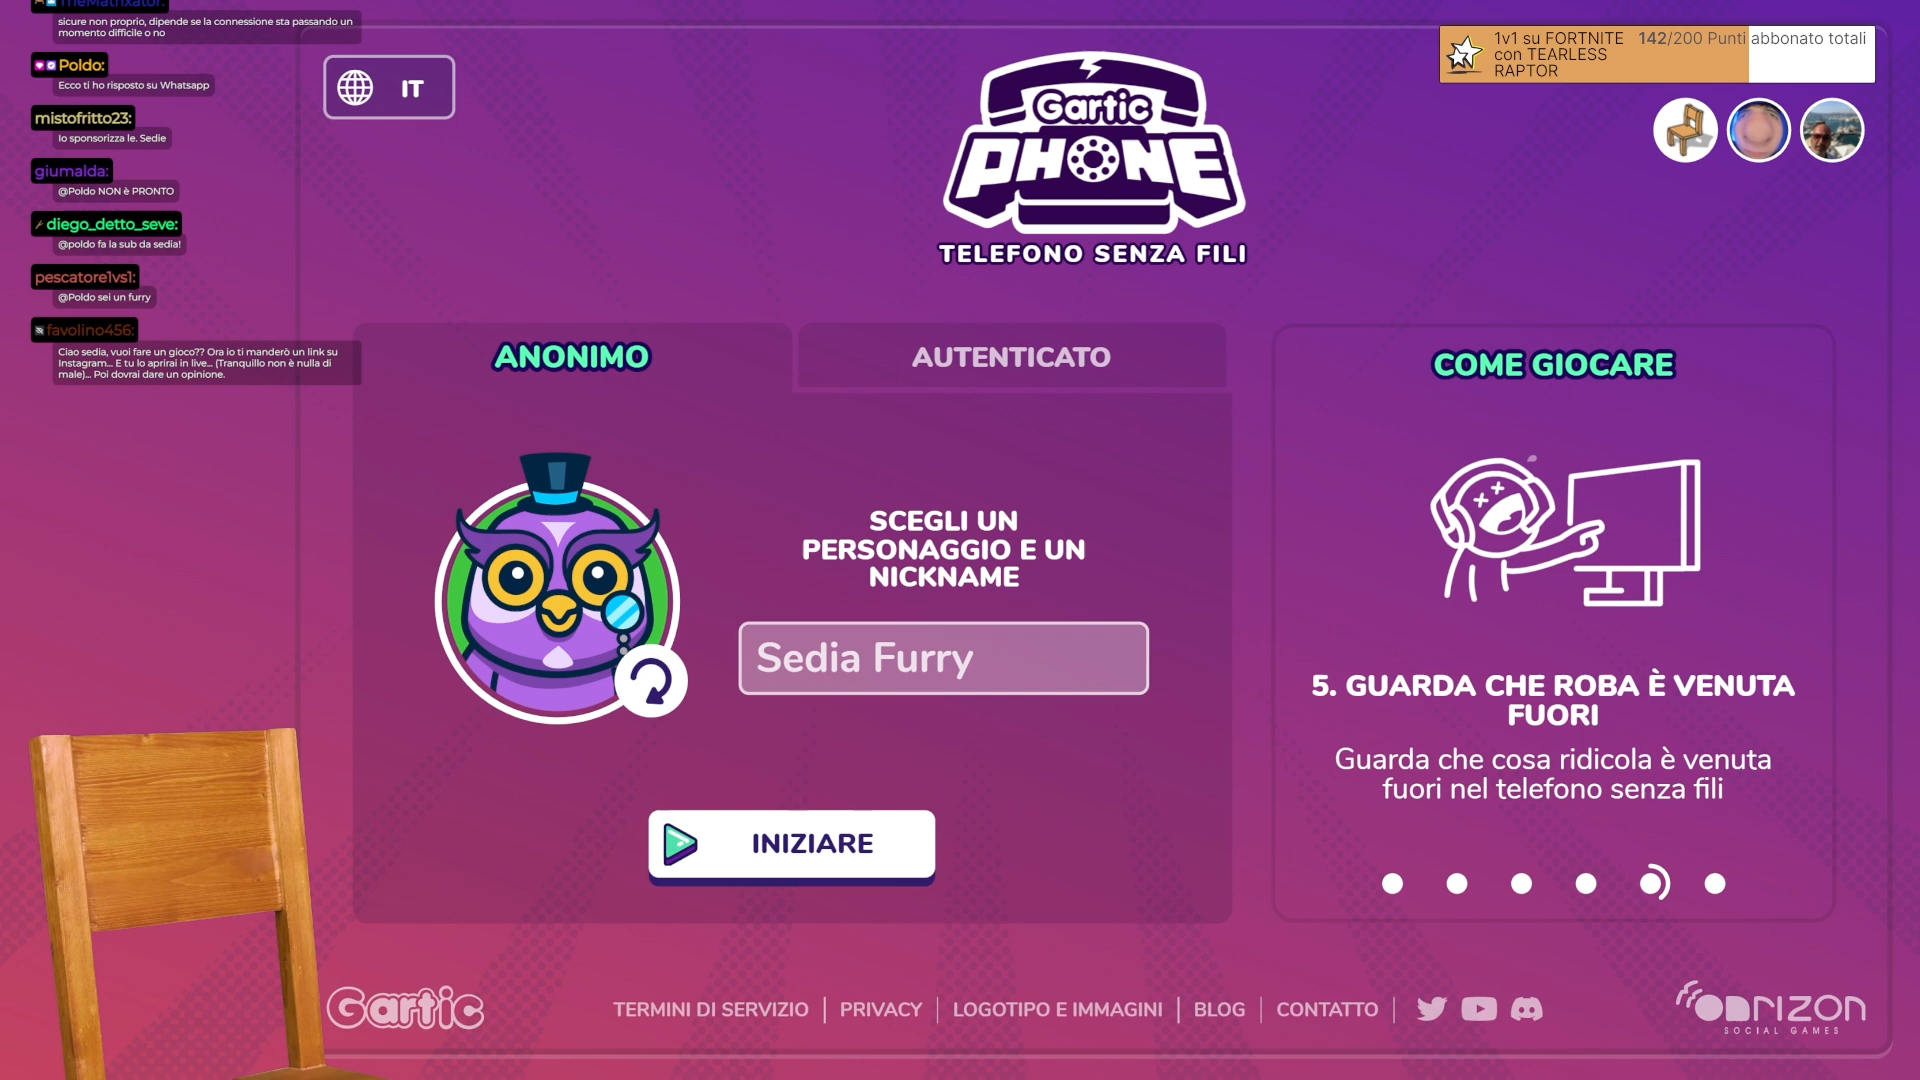 TheMatrixator:
sicure non proprio, dipende se la connessione sta passando un
momento difficile o no
Poldo:
Ecco ti ho risposto su Whatsapp
mistofritto23:
Io sponsorizza le. Sedie
giumalda:
@Poldo NON è PRONTO
diego_detto_seve:
@poldo fa la sub da sedia!
pescatore1vs1:
@Poldo sei un furry
favolino456:
Ciao sedia, vuoi fare un gioco?? Ora io ti manderò un link su
Instagram... E tu lo aprirai in live... (Tranquillo non è nulla di
male)... Poi dovrai dare un opinione.
IT
Gartic
PHONE
TELEFONO SENZA FILI
1v1 su FORTNITE
con TEARLESS
RAPTOR
142/200 Punti abbonato totali
ANONIMO
AUTENTICATO
SCEGLI UN
PERSONAGGIO E UN
NICKNAME
Sedia Furry
INIZIARE
COME GIOCARE
5. GUARDA CHE ROBA È VENUTA
FUORI
Guarda che cosa ridicola è venuta
fuori nel telefono senza fili
Gartic
TERMINI DI SERVIZIO | PRIVACY | LOGOTIPO E IMMAGINI | BLOG | CONTATTO |
ONRIZON
SOCIAL GAMES